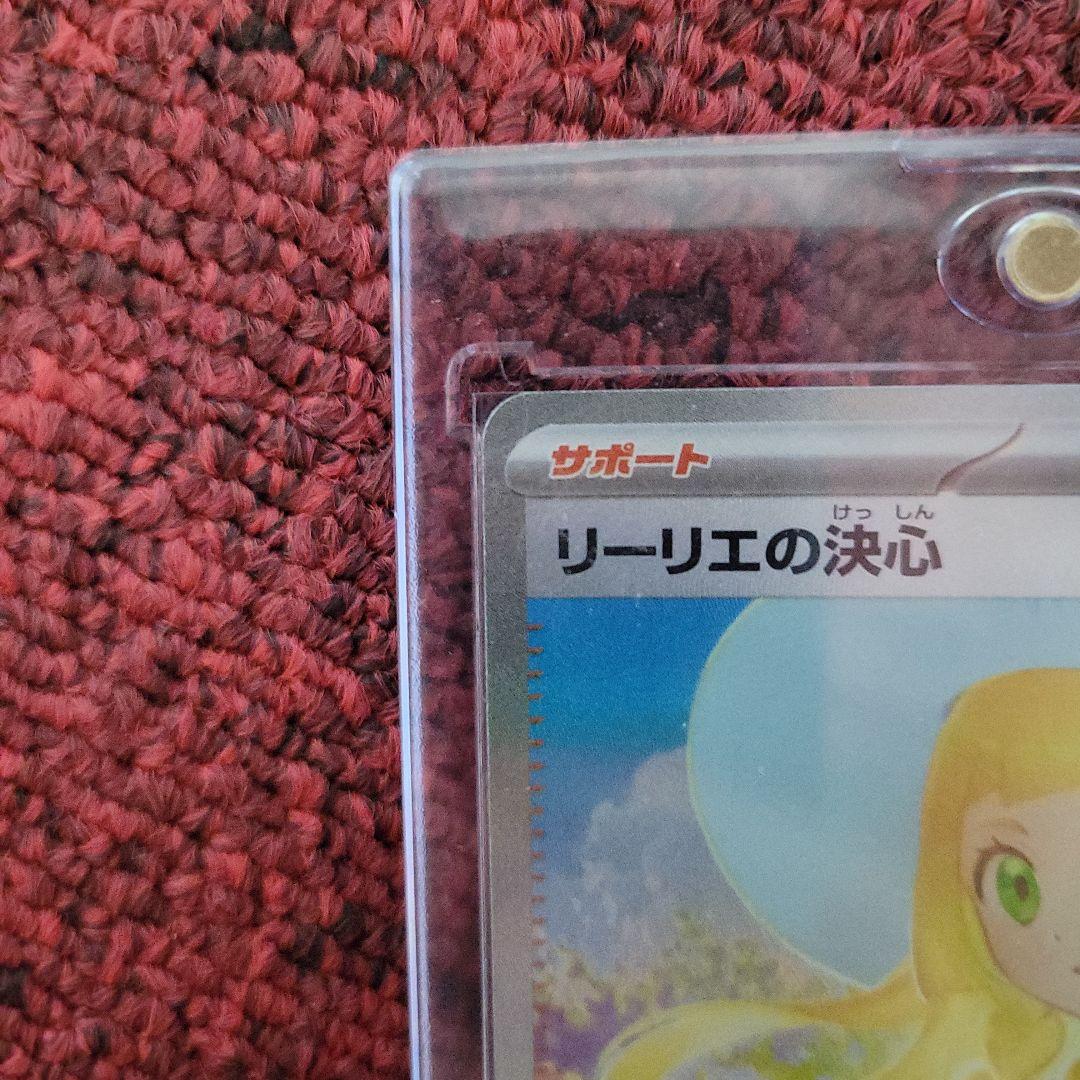 サポート
けっ しん
リーリエの決心